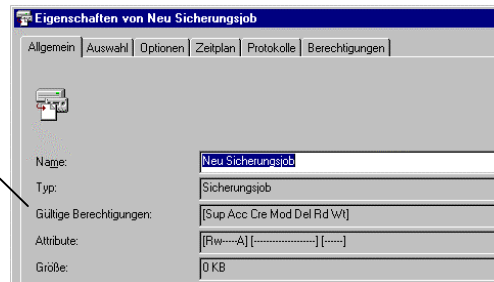 Eigenschaften von Neu Sicherungsjob
Allgemein Auswahl Optionen Zeitplan Protokolle Berechtigungen
Name: Neu Sicherungsjob
Typ: Sicherungsjob
Gültige Berechtigungen: [Sup Acc Cre Mod Del Rd Wt]
Attribute: [Rw-----A] [--------------------] [------]
Größe: 0 KB